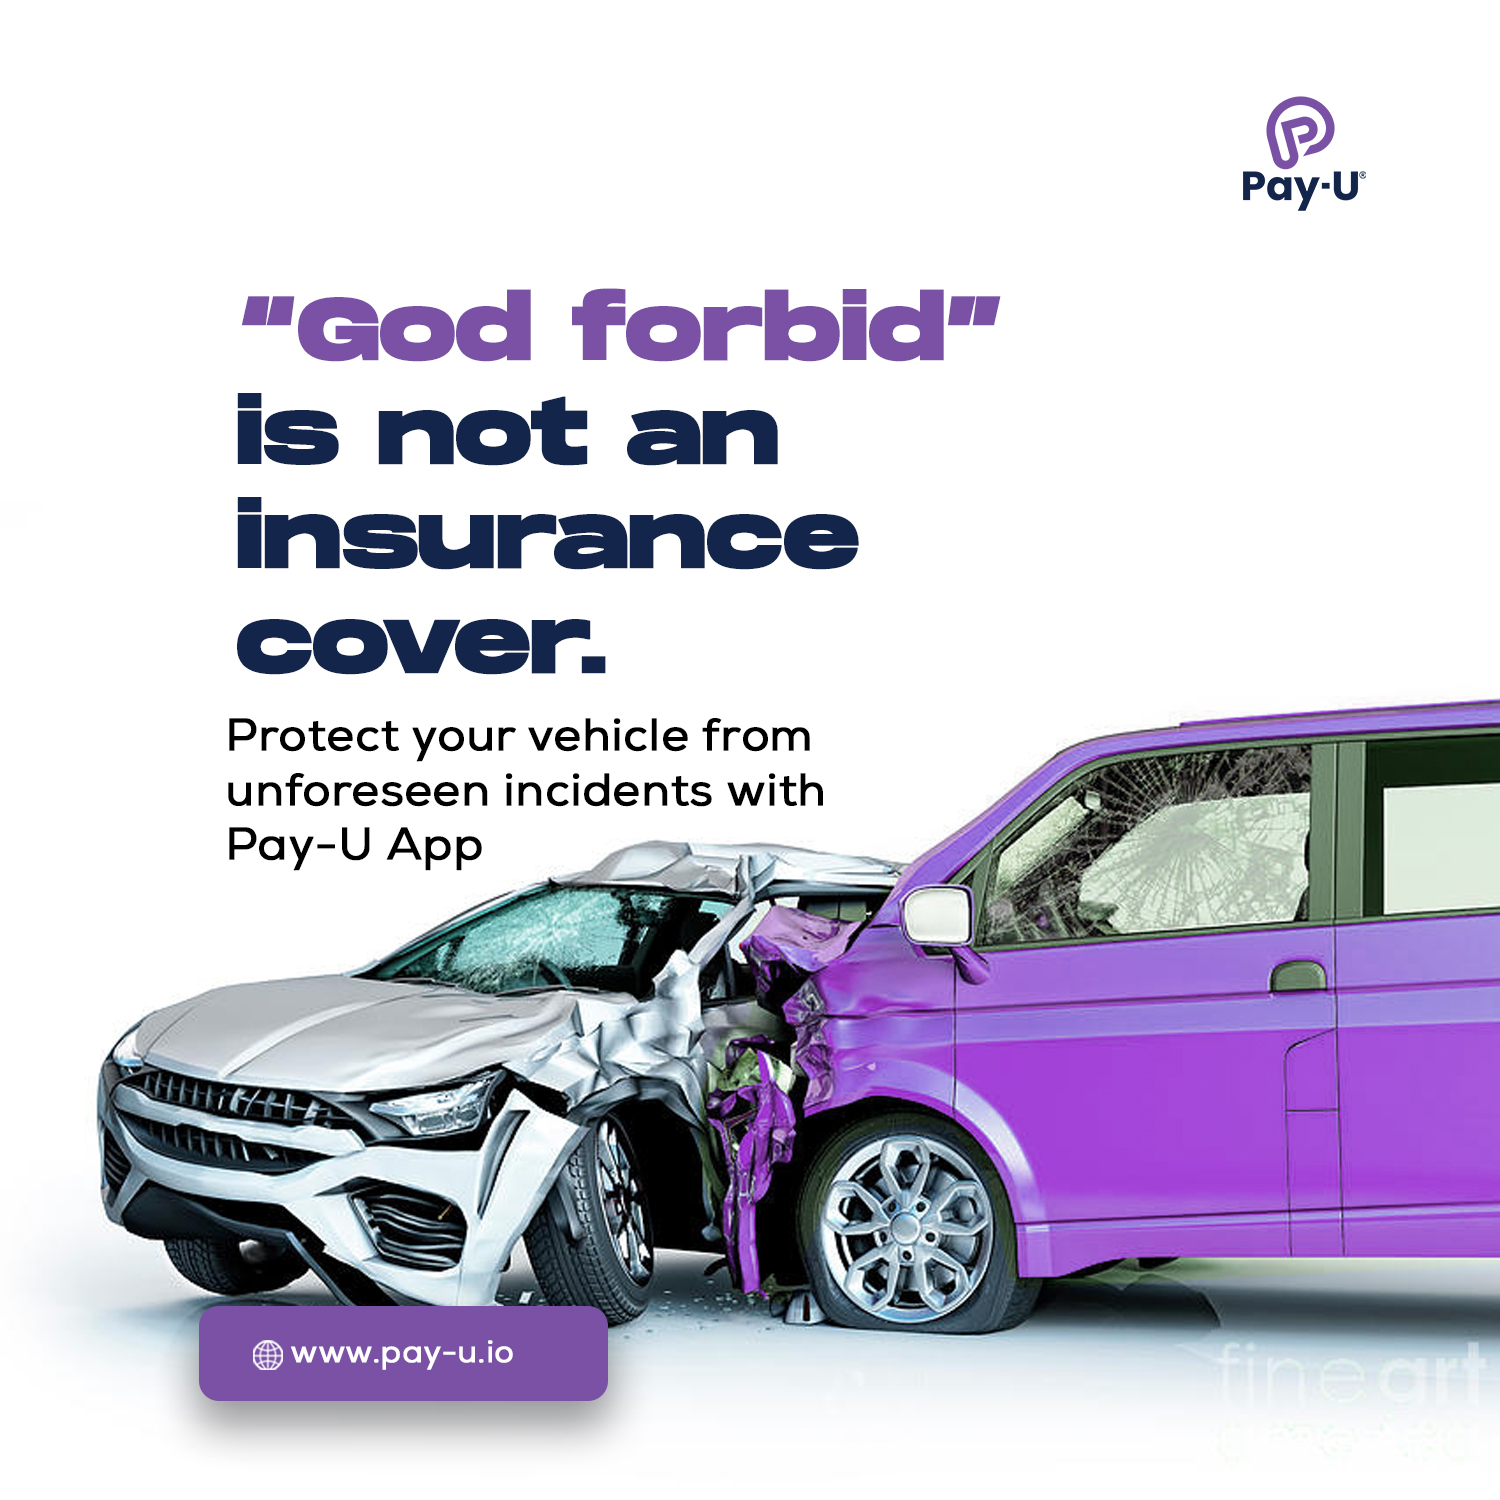 Pay-U®
"God forbid"
is not an
insurance
cover.
Protect your vehicle from
unforeseen incidents with
Pay-U App
www.pay-u.io
fineart